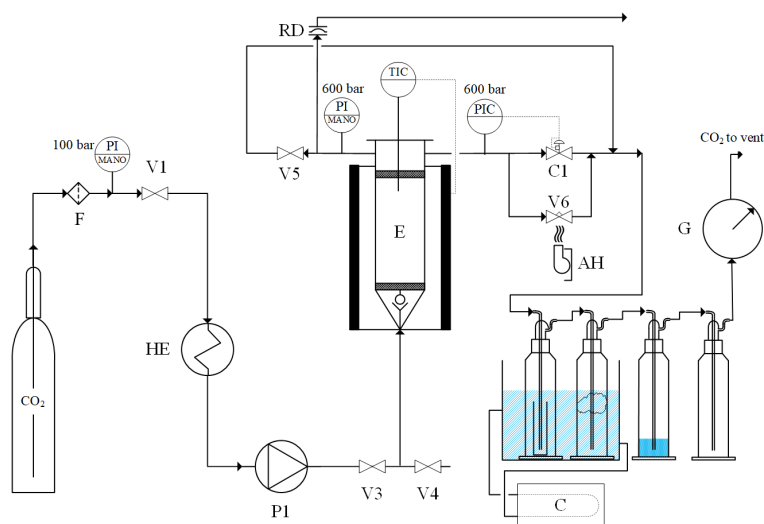 RD
600 bar
TIC
600 bar
PI
MANO
PIC
100 bar
PI
MANO
V1
CO₂ to vent
V5
C1
F
V6
E
G
AH
HE
CO₂
P1
V3
V4
C